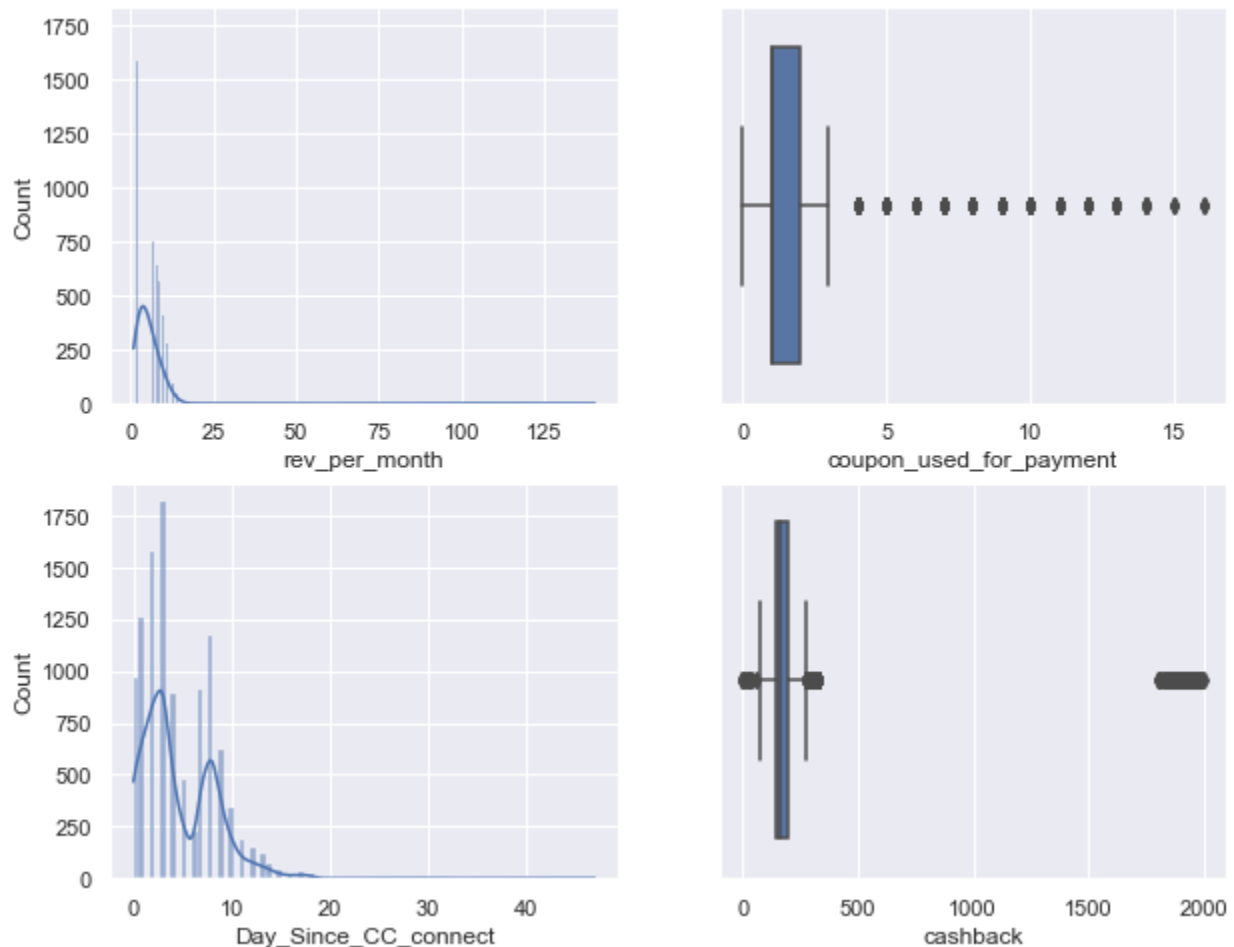 1750
1500
1250
1000
750
500
250
0
Count
0 25 50 75 100 125
rev_per_month
0 5 10 15
coupon_used_for_payment
1750
1500
1250
1000
750
500
250
0
Count
0 10 20 30 40
Day_Since_CC_connect
0 500 1000 1500 2000
cashback